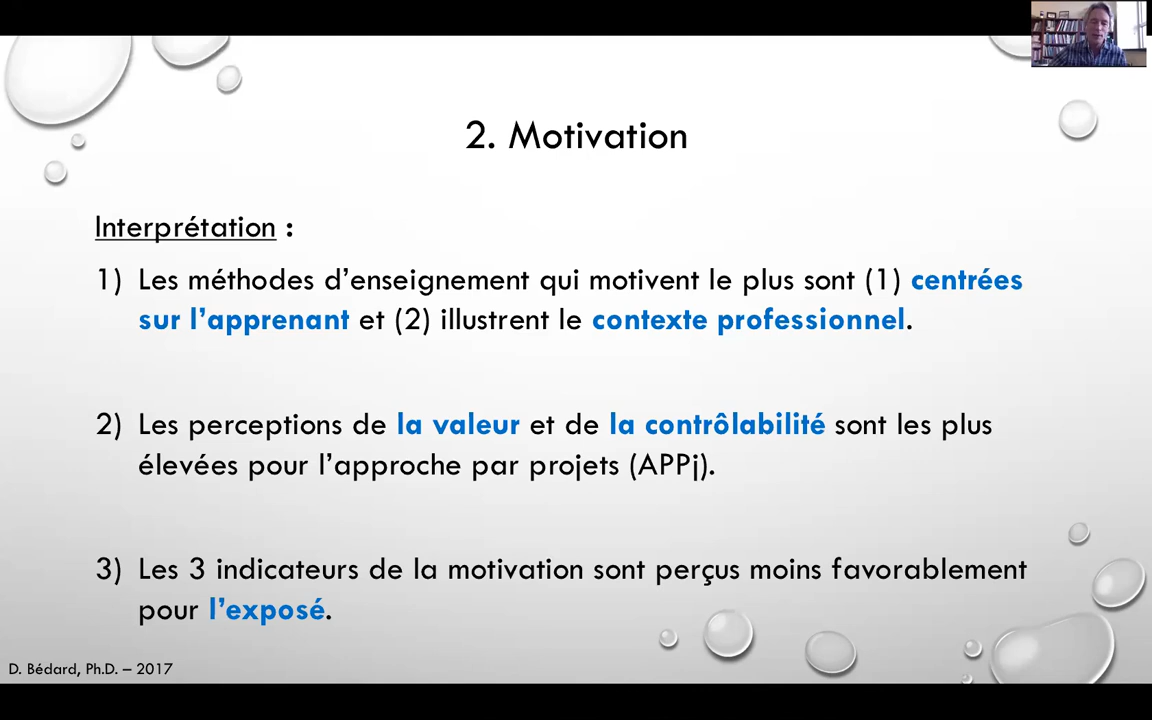 2. Motivation
Interprétation :
1) Les méthodes d’enseignement qui motivent le plus sont (1) centrées
sur l’apprenant et (2) illustrent le contexte professionnel.
2) Les perceptions de la valeur et de la contrôlabilité sont les plus
élevées pour l’approche par projets (APPj).
3) Les 3 indicateurs de la motivation sont perçus moins favorablement
pour l’exposé.
D. Bédard, Ph.D. – 2017